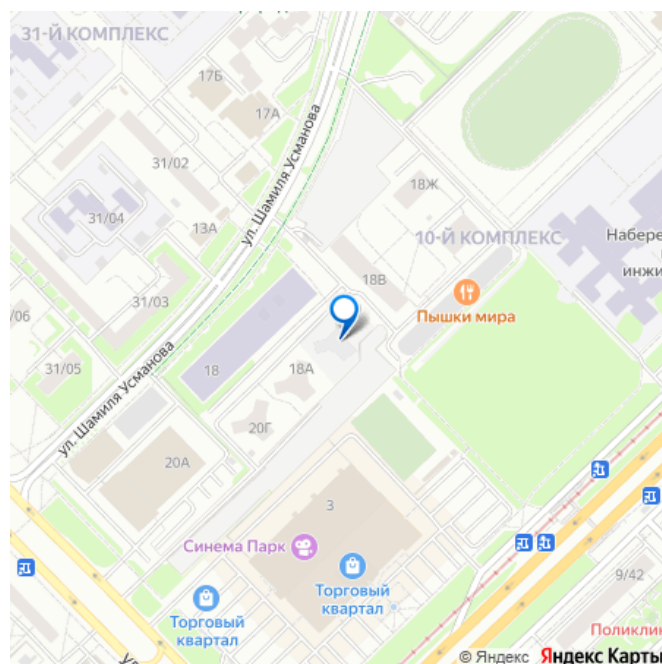 31-Й КОМПЛЕКС
17Б
17А
ул. Шамиля Усманова
31/02
18Ж
31/04
13А
10-Й КОМПЛЕКС
Набере
инжи
18В
31/03
Пышки мира
/06
31/05
18
18А
ул. Шамиля Усманова
20Г
20А
3
Синема Парк
Торговый
квартал
9/42
Торговый
квартал
Поликлин
© Яндекс Яндекс Карты